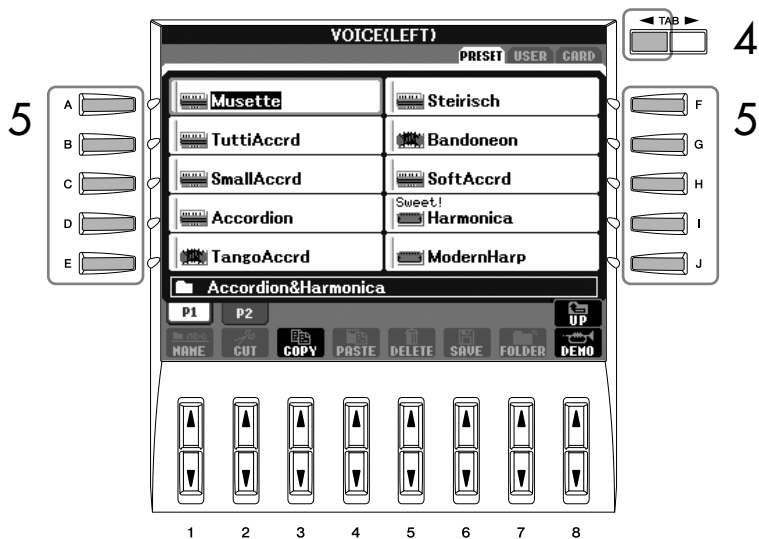 VOICE(LEFT)
◄ TAB ►
4
PRESET USER CARD
5
5
A
Musette
Steirisch
F
B
TuttiAccrd
Bandoneon
G
C
SmallAccrd
SoftAccrd
H
D
Accordion
Sweet!
Harmonica
I
E
TangoAccrd
ModernHarp
J
Accordion&Harmonica
P1 P2
UP
abc
NAME CUT COPY PASTE DELETE SAVE FOLDER DEMO
1 2 3 4 5 6 7 8